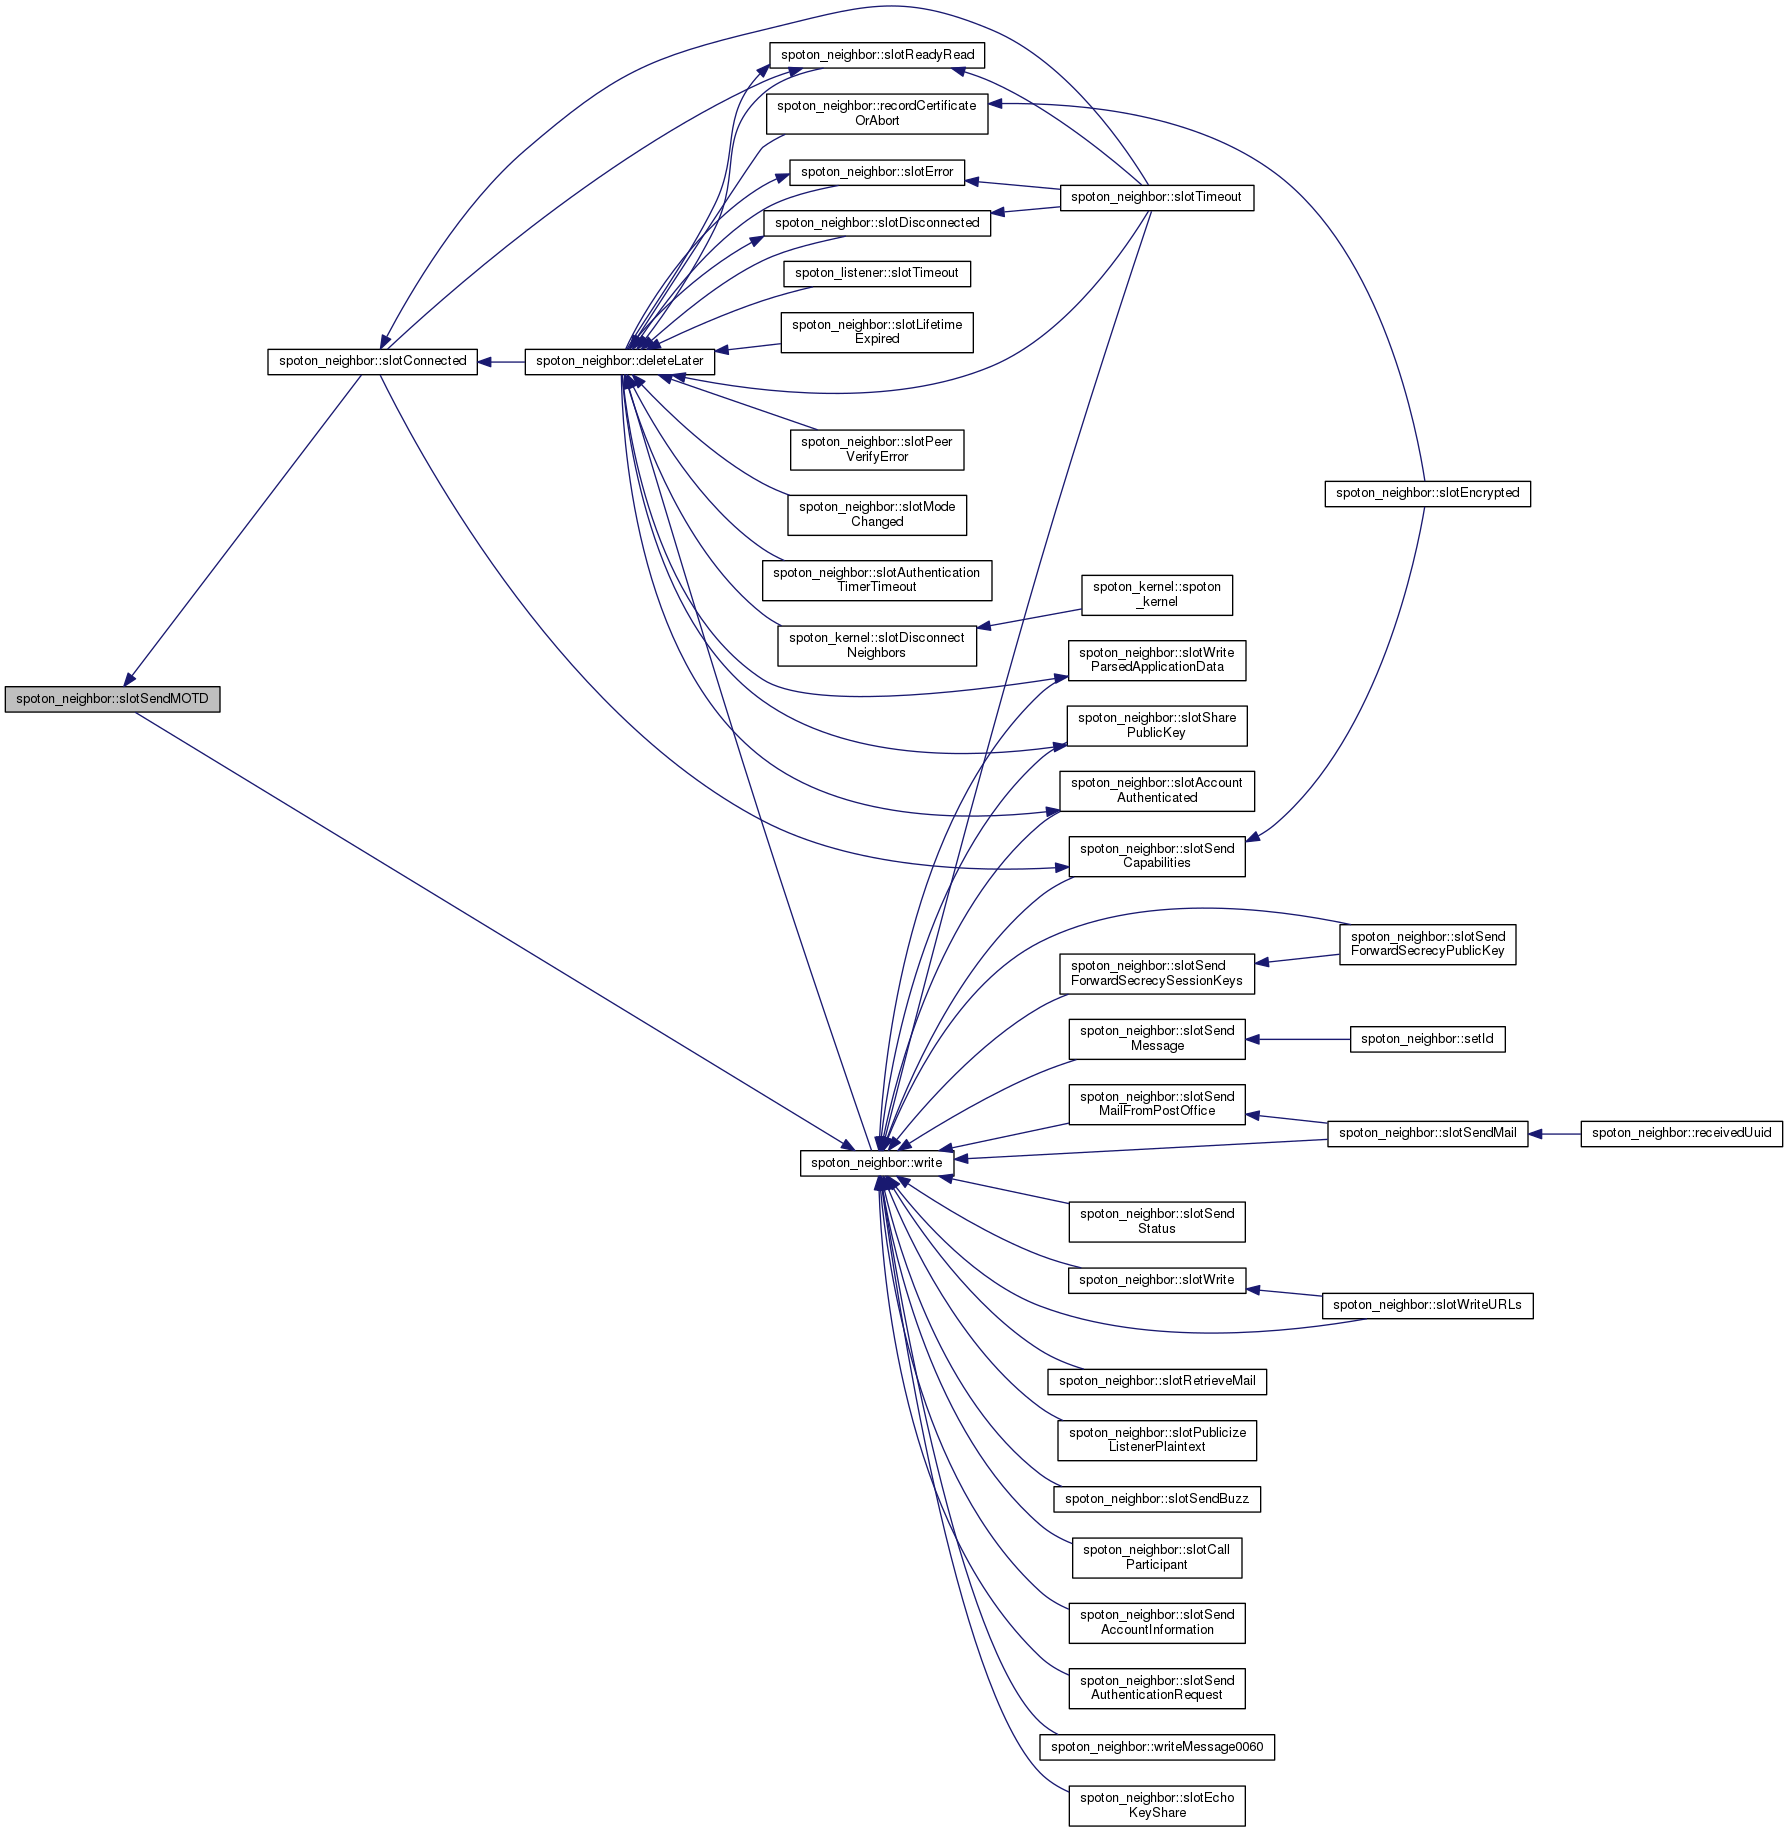 spoton_neighbor::slotReadyRead
spoton_neighbor::recordCertificate
OrAbort
spoton_neighbor::slotError
spoton_neighbor::slotTimeout
spoton_neighbor::slotDisconnected
spoton_listener::slotTimeout
spoton_neighbor::slotLifetime
Expired
spoton_neighbor::slotConnected
spoton_neighbor::deleteLater
spoton_neighbor::slotPeer
VerifyError
spoton_neighbor::slotEncrypted
spoton_neighbor::slotMode
Changed
spoton_neighbor::slotAuthentication
TimerTimeout
spoton_kernel::spoton
_kernel
spoton_kernel::slotDisconnect
Neighbors
spoton_neighbor::slotWrite
ParsedApplicationData
spoton_neighbor::slotSendMOTD
spoton_neighbor::slotShare
PublicKey
spoton_neighbor::slotAccount
Authenticated
spoton_neighbor::slotSend
Capabilities
spoton_neighbor::slotSend
ForwardSecrecyPublicKey
spoton_neighbor::slotSend
ForwardSecrecySessionKeys
spoton_neighbor::slotSend
Message
spoton_neighbor::setId
spoton_neighbor::slotSend
MailFromPostOffice
spoton_neighbor::slotSendMail
spoton_neighbor::receivedUuid
spoton_neighbor::write
spoton_neighbor::slotSend
Status
spoton_neighbor::slotWrite
spoton_neighbor::slotWriteURLs
spoton_neighbor::slotRetrieveMail
spoton_neighbor::slotPublicize
ListenerPlaintext
spoton_neighbor::slotSendBuzz
spoton_neighbor::slotCall
Participant
spoton_neighbor::slotSend
AccountInformation
spoton_neighbor::slotSend
AuthenticationRequest
spoton_neighbor::writeMessage0060
spoton_neighbor::slotEcho
KeyShare